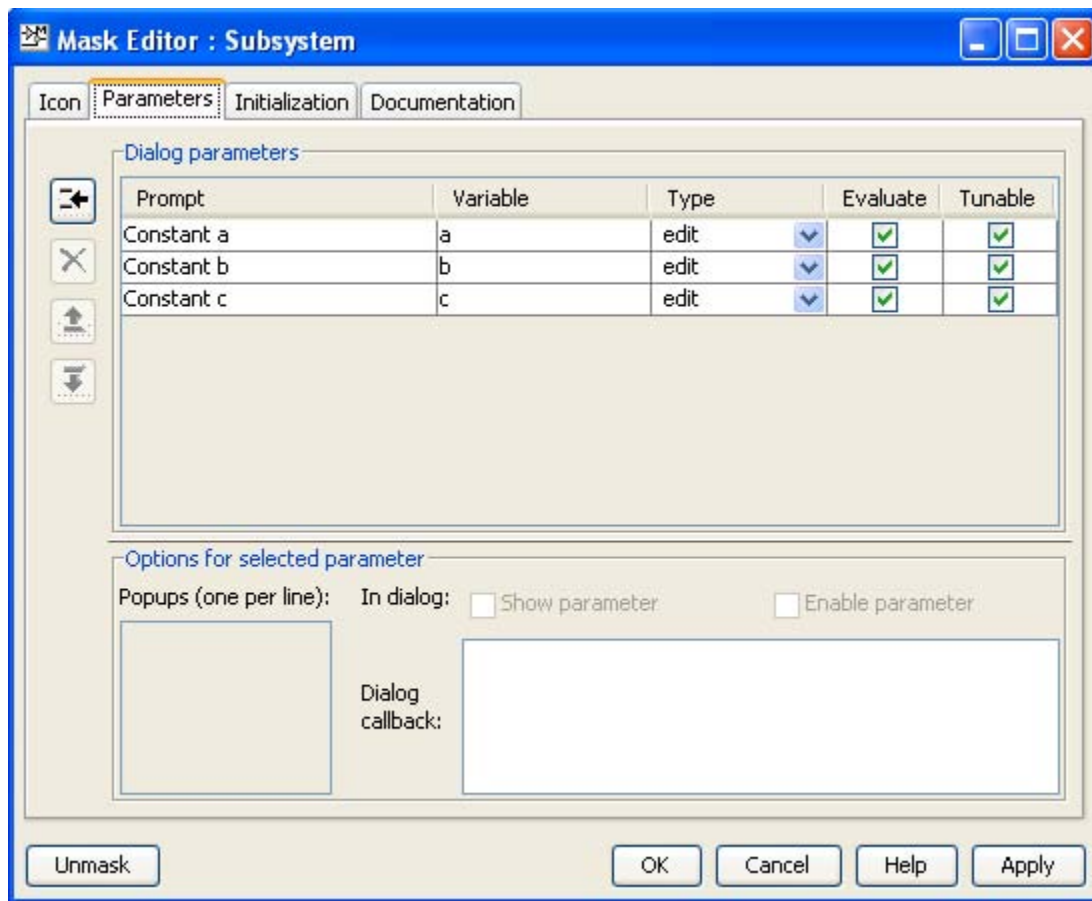 Mask Editor : Subsystem
Icon Parameters Initialization Documentation
Dialog parameters
Prompt Variable Type Evaluate Tunable
Constant a a edit
Constant b b edit
Constant c c edit
Options for selected parameter
Popups (one per line): In dialog: Show parameter Enable parameter
Dialog
callback:
Unmask OK Cancel Help Apply